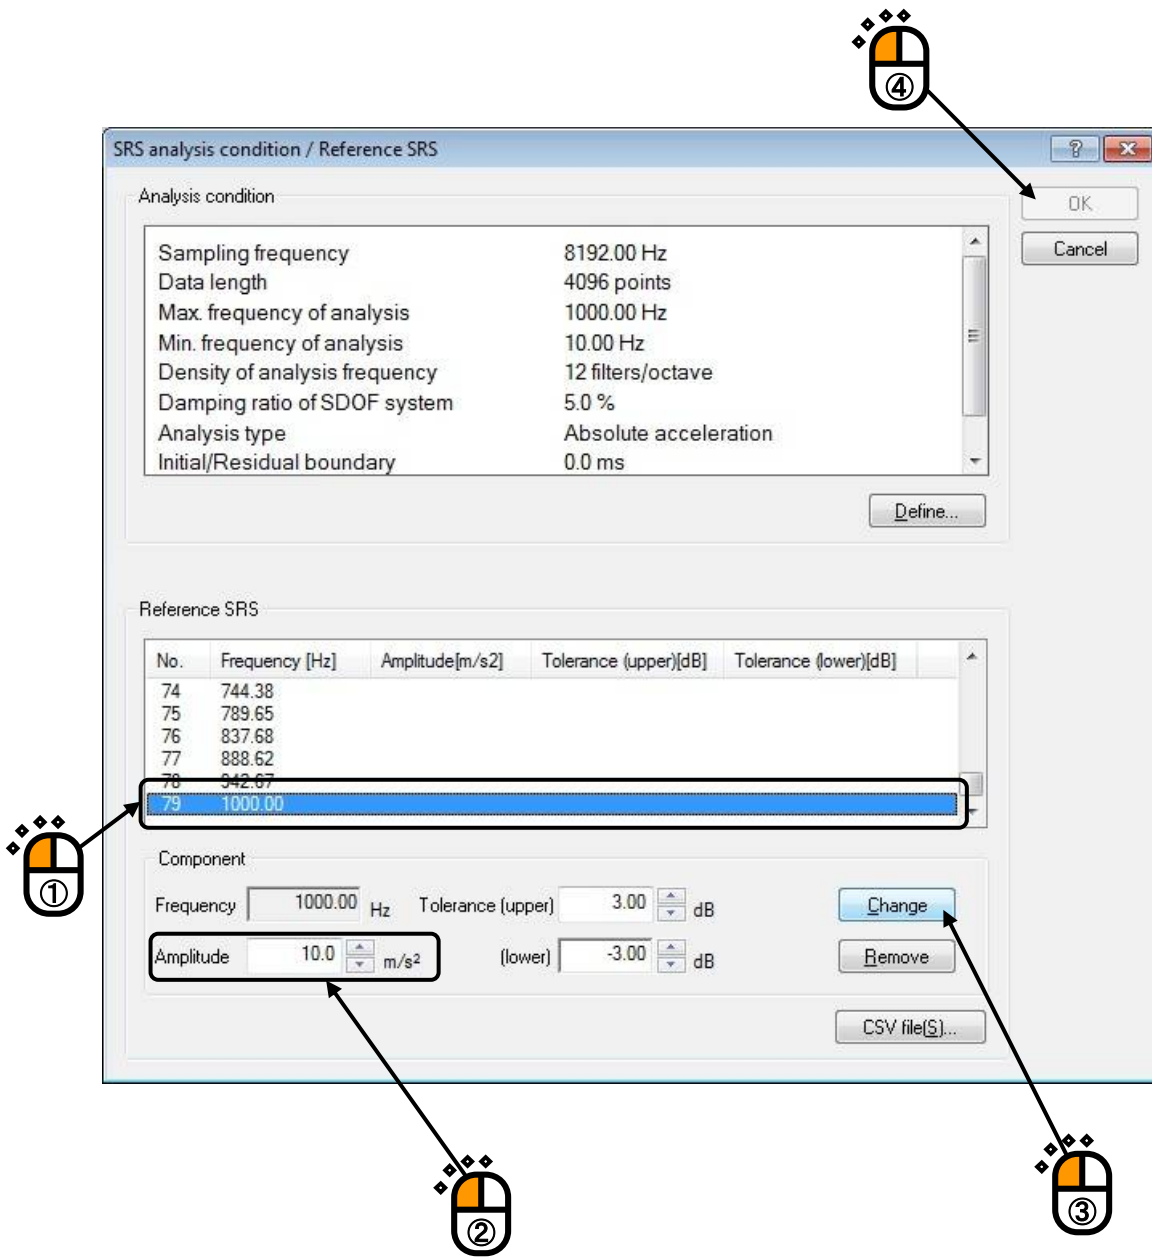 ④
SRS analysis condition / Reference SRS
?
Analysis condition
OK
Cancel
Sampling frequency 8192.00 Hz
Data length 4096 points
Max. frequency of analysis 1000.00 Hz
Min. frequency of analysis 10.00 Hz
Density of analysis frequency 12 filters/octave
Damping ratio of SDOF system 5.0 %
Analysis type Absolute acceleration
Initial/Residual boundary 0.0 ms
Define...
Reference SRS
No. Frequency [Hz] Amplitude[m/s2] Tolerance (upper)[dB] Tolerance (lower)[dB]
74 744.38
75 789.65
76 837.68
77 888.62
78 942.67
79 1000.00
①
Component
Frequency 1000.00 Hz Tolerance (upper) 3.00 dB Change
Amplitude 10.0 m/s² (lower) -3.00 dB Remove
CSV file(S)...
③
②